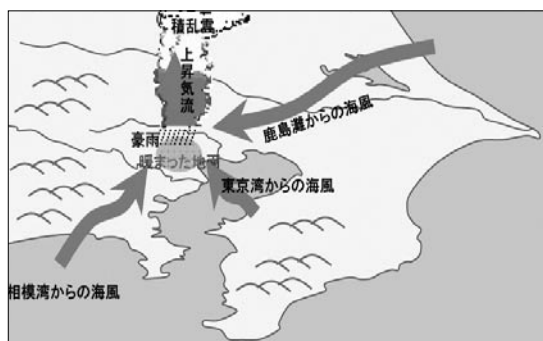 積乱雲
上昇気流
鹿島灘からの海風
豪雨
暖まった地面
東京湾からの海風
相模湾からの海風